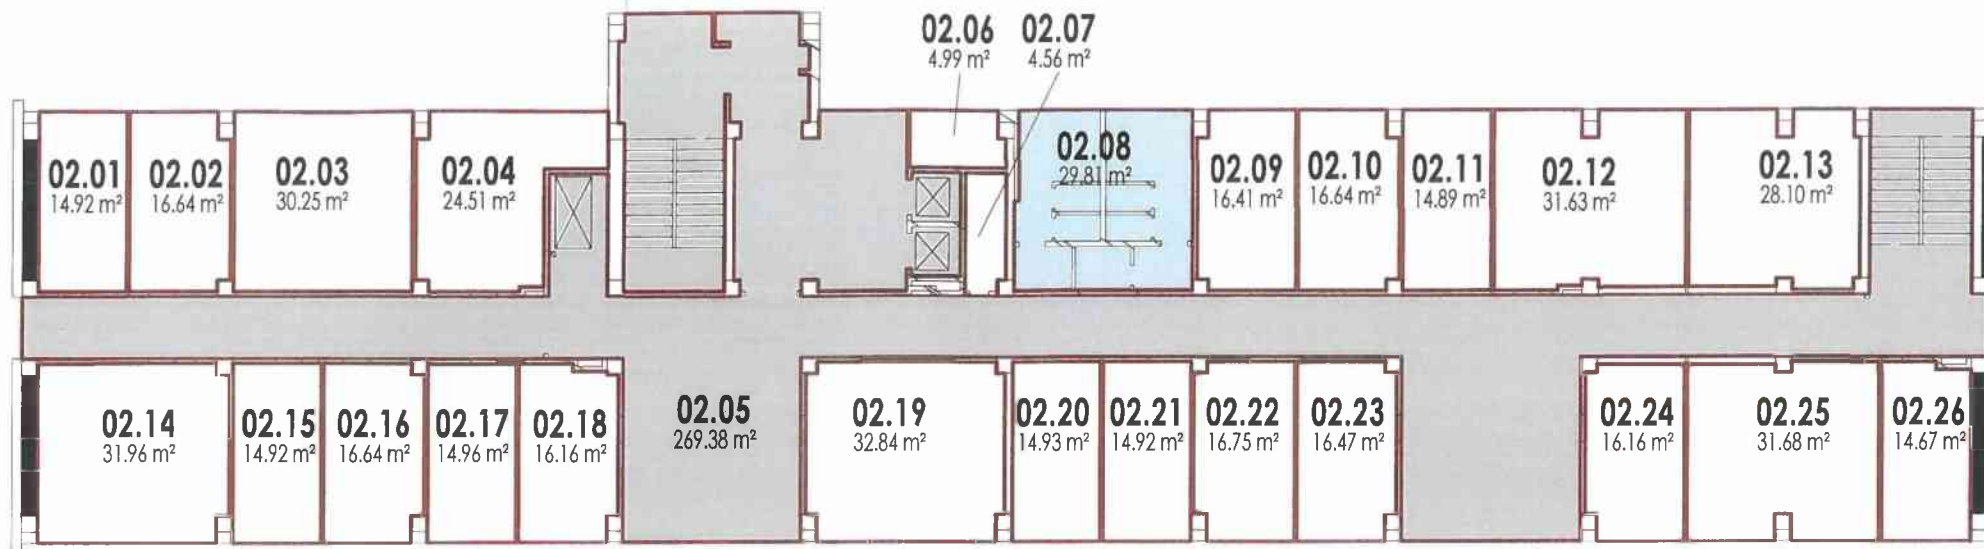 02.06
4.99 m²
02.07
4.56 m²
02.01
14.92 m²
02.02
16.64 m²
02.03
30.25 m²
02.04
24.51 m²
02.08
29.81 m²
02.09
16.41 m²
02.10
16.64 m²
02.11
14.89 m²
02.12
31.63 m²
02.13
28.10 m²
02.14
31.96 m²
02.15
14.92 m²
02.16
16.64 m²
02.17
14.96 m²
02.18
16.16 m²
02.05
269.38 m²
02.19
32.84 m²
02.20
14.93 m²
02.21
14.92 m²
02.22
16.75 m²
02.23
16.47 m²
02.24
16.16 m²
02.25
31.68 m²
02.26
14.67 m²